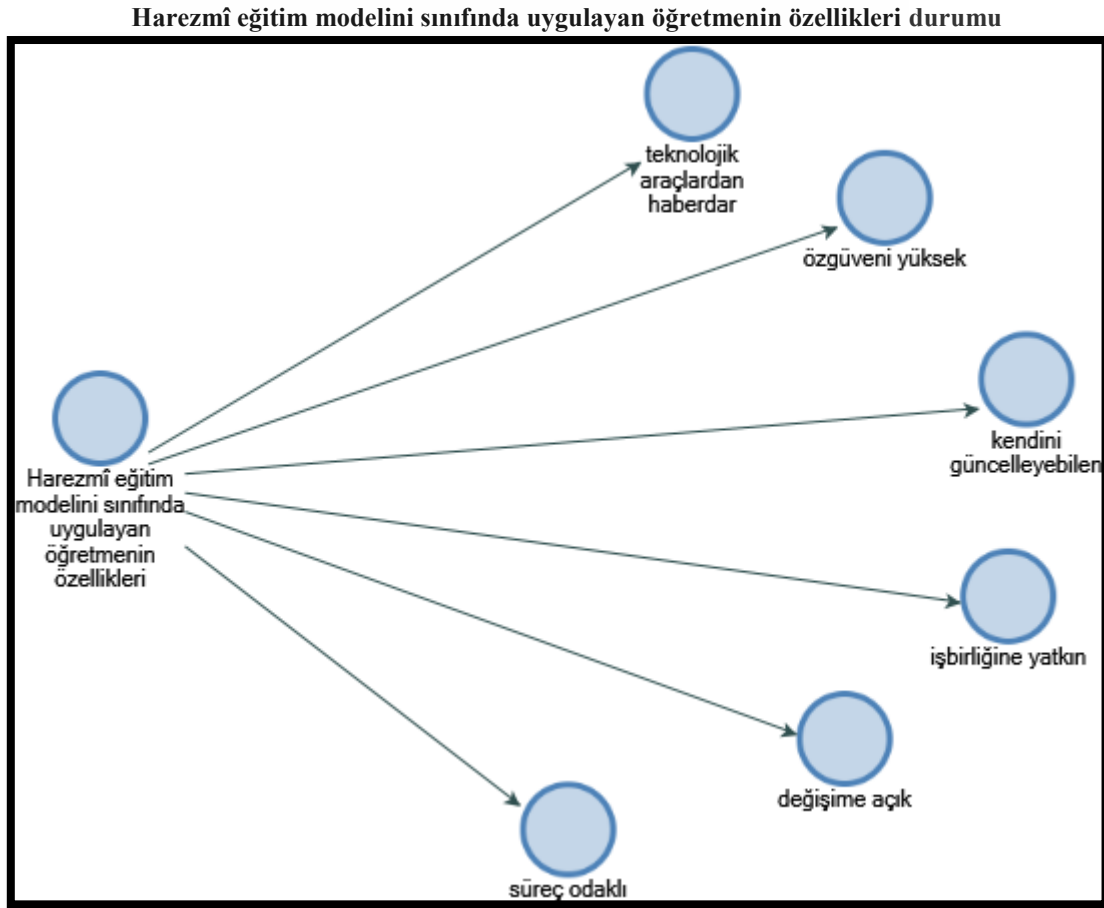 Harezmî eğitim modelini sınıfında uygulayan öğretmenin özellikleri durumu
teknolojik
araçlardan
haberdar
özgüveni yüksek
kendini
güncelleyebilen
Harezmî eğitim
modelini sınıfında
uygulayan
öğretmenin
özellikleri
işbirliğine yatkın
değişime açık
süreç odaklı